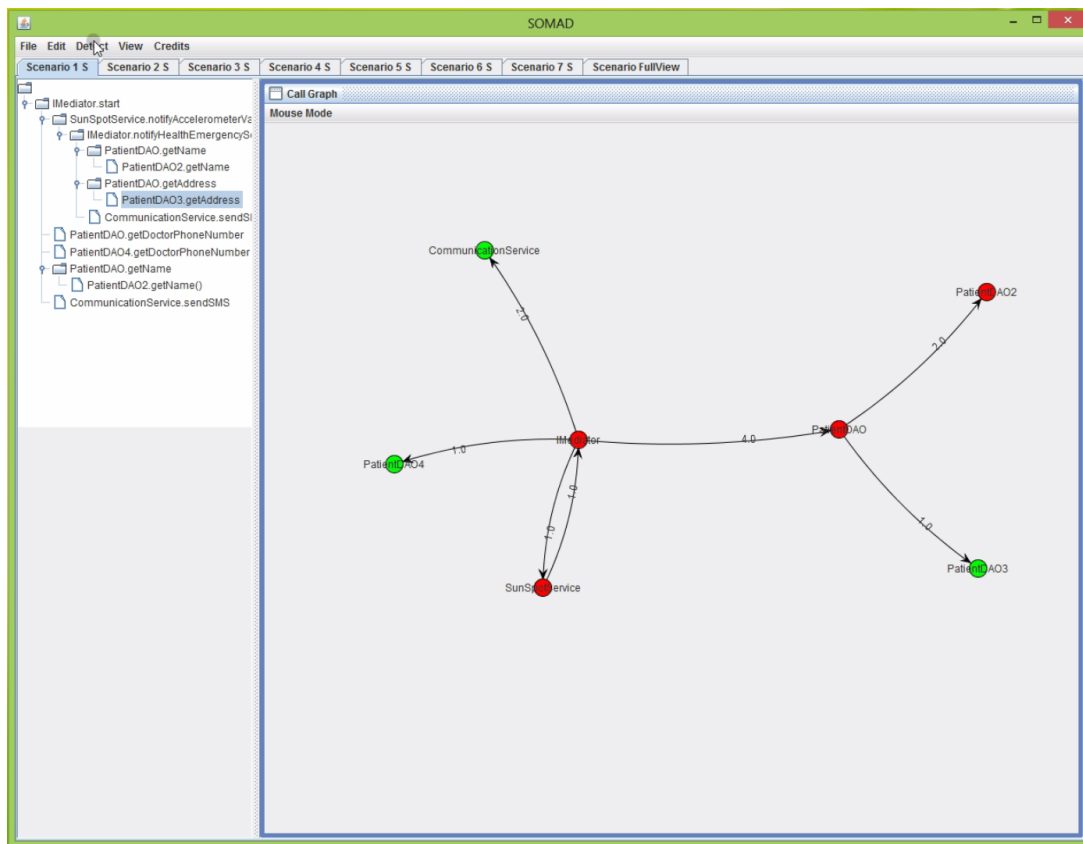 SOMAD
File Edit Detect View Credits
Scenario 1 S Scenario 2 S Scenario 3 S Scenario 4 S Scenario 5 S Scenario 6 S Scenario 7 S Scenario FullView
IMediator.start
SunSpotService.notifyAccelerometerVa
IMediator.notifyHealthEmergencyS
PatientDAO.getName
PatientDAO2.getName
PatientDAO.getAddress
PatientDAO3.getAddress
CommunicationService.sendS
PatientDAO.getDoctorPhoneNumber
PatientDAO4.getDoctorPhoneNumber
PatientDAO.getName
PatientDAO2.getName()
CommunicationService.sendSMS
Call Graph
Mouse Mode
CommunicationService
PatientDAO2
2.0
2.0
IMediator
4.0
PatientDAO
1.0
PatientDAO4
1.0
1.0
1.0
PatientDAO3
SunSpotService